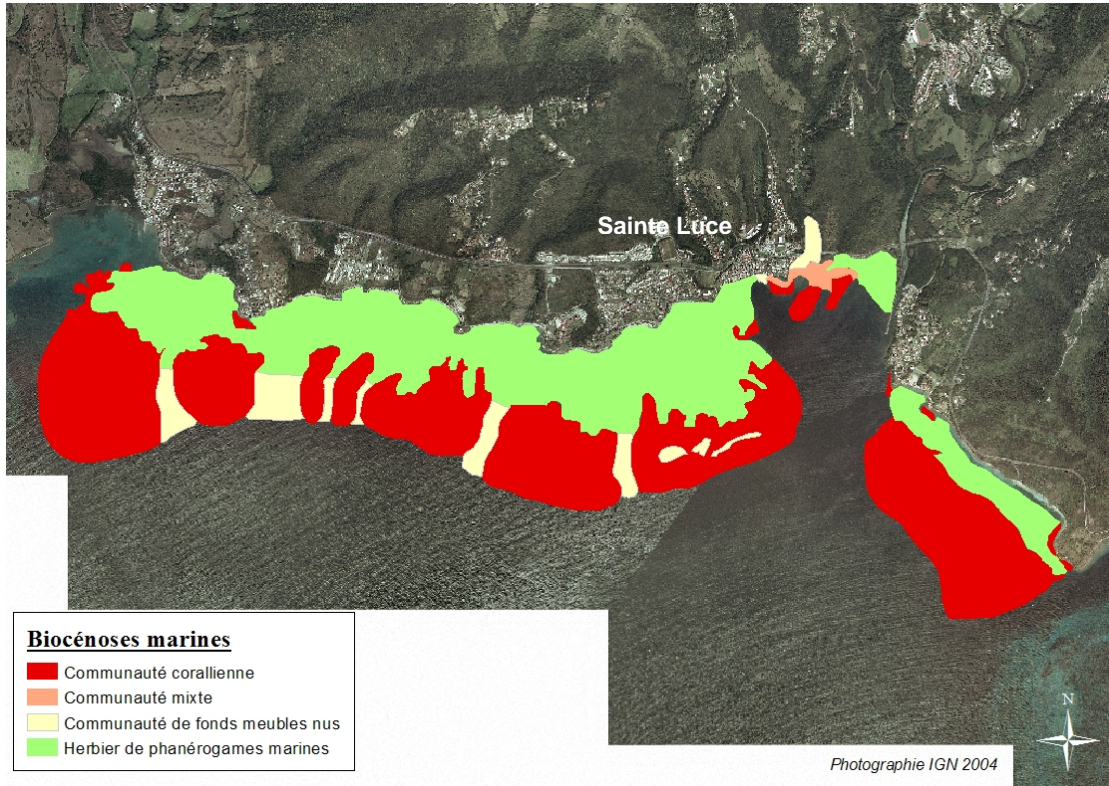 Sainte Luce
Biocénoses marines
Communauté corallienne
Communauté mixte
Communauté de fonds meubles nus
Herbier de phanérogames marines
N
Photographie IGN 2004